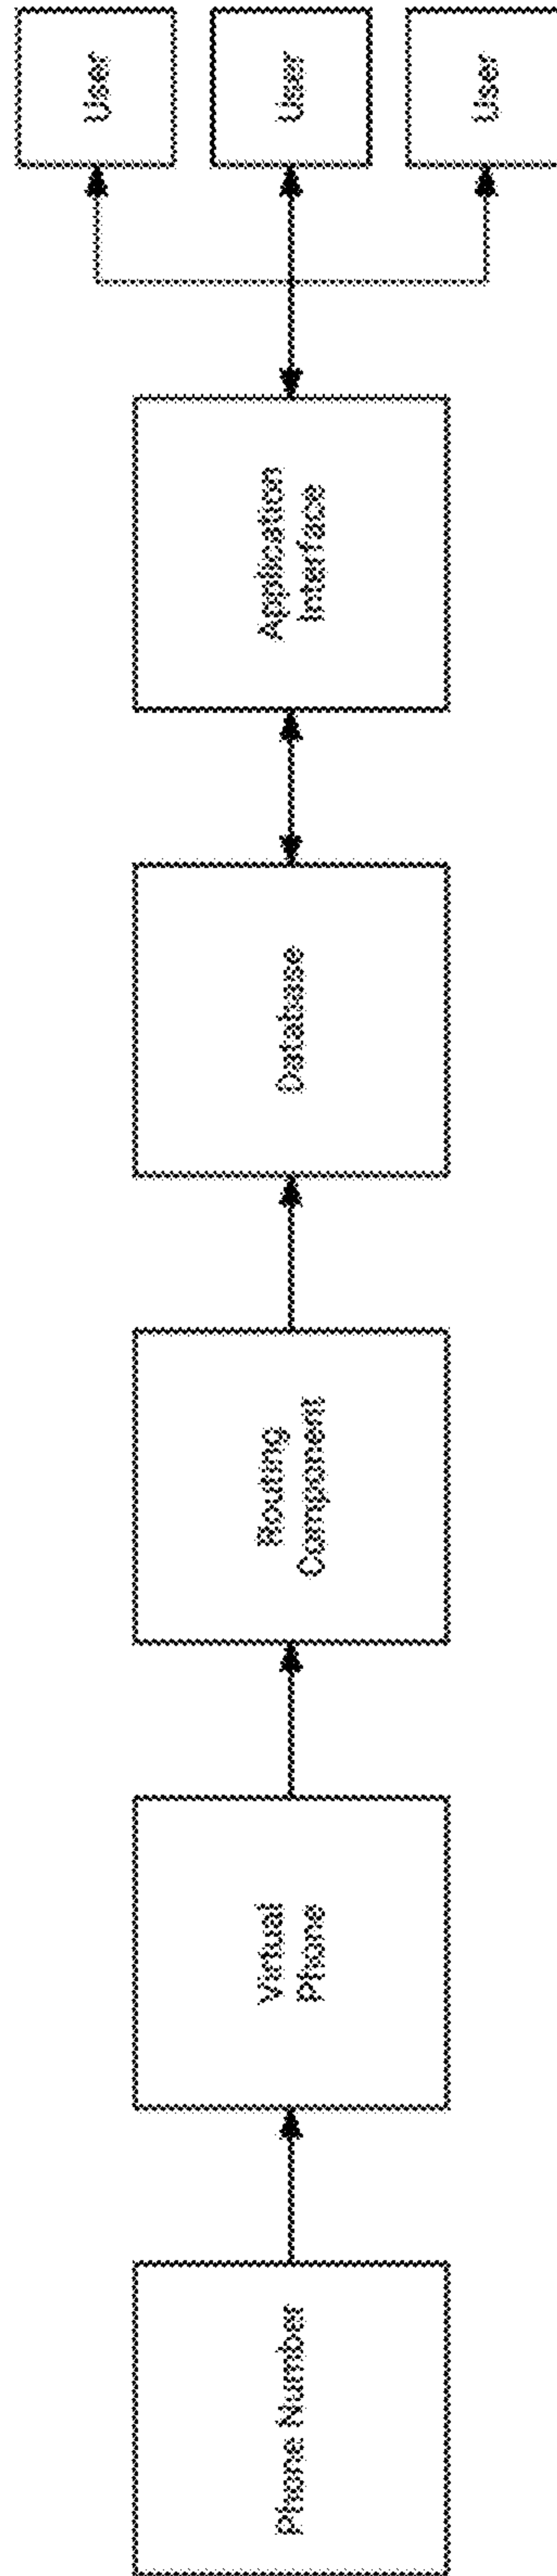 Phone Number
Virtual
Phone
Routing
Component
Database
Application
Interface
User
User
User